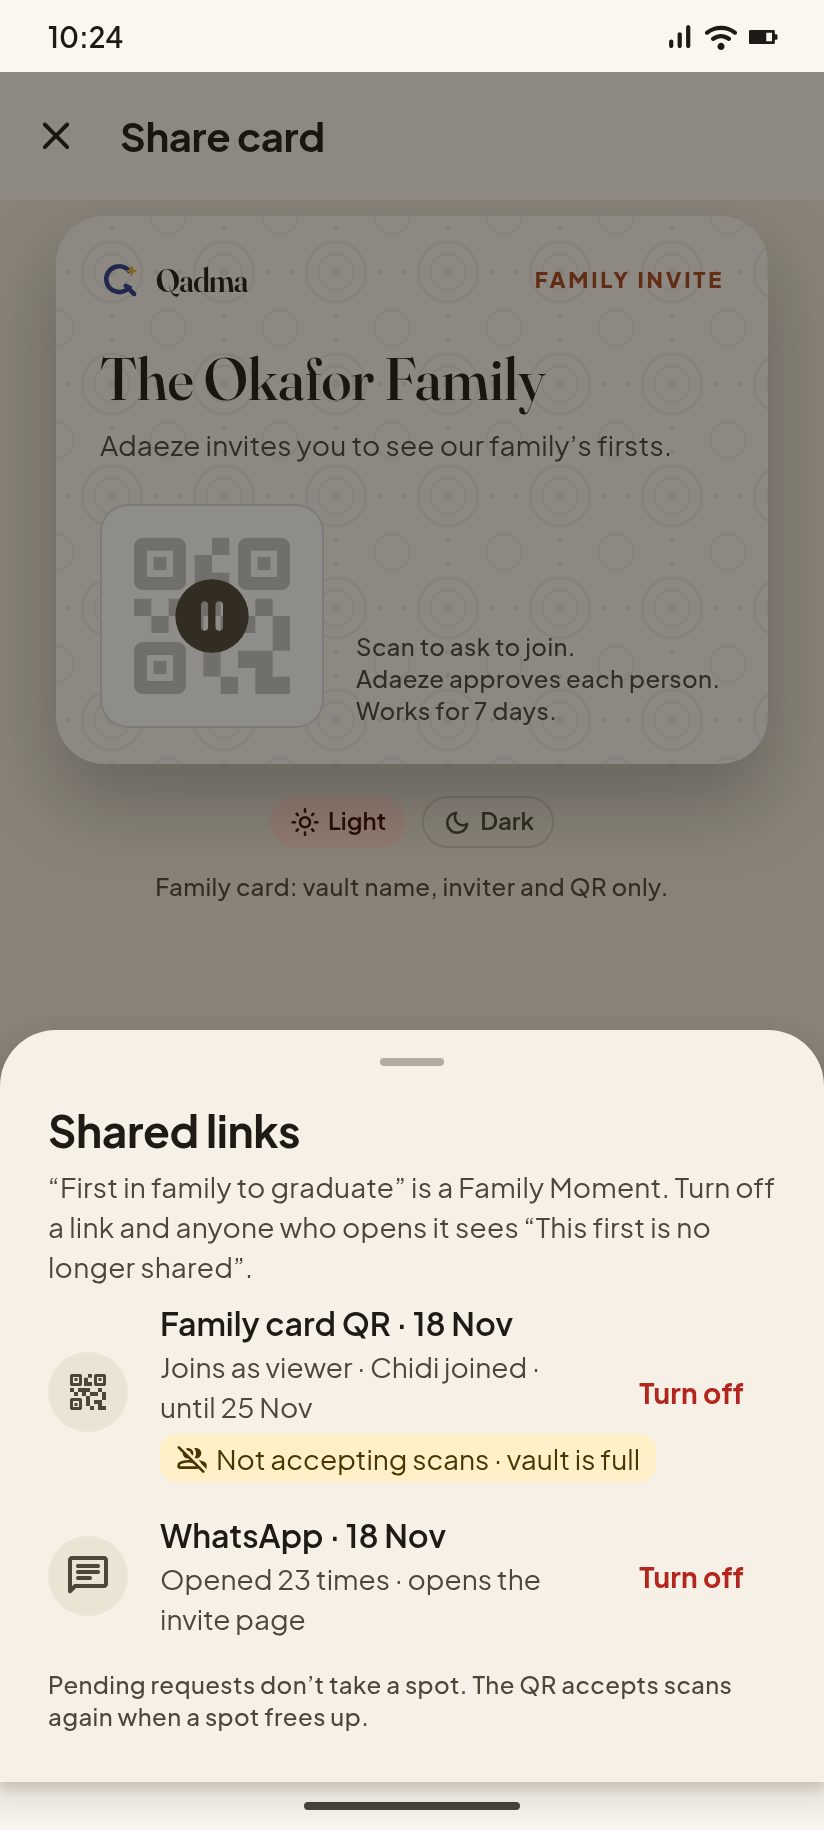 10:24
Share card
Qadma
FAMILY INVITE
The Okafor Family
Adaeze invites you to see our family’s firsts.
Scan to ask to join.
Adaeze approves each person.
Works for 7 days.
Light
Dark
Family card: vault name, inviter and QR only.
Shared links
“First in family to graduate” is a Family Moment. Turn off
a link and anyone who opens it sees “This first is no
longer shared”.
Family card QR · 18 Nov
Joins as viewer · Chidi joined ·
until 25 Nov
Turn off
Not accepting scans · vault is full
WhatsApp · 18 Nov
Opened 23 times · opens the
invite page
Turn off
Pending requests don’t take a spot. The QR accepts scans
again when a spot frees up.